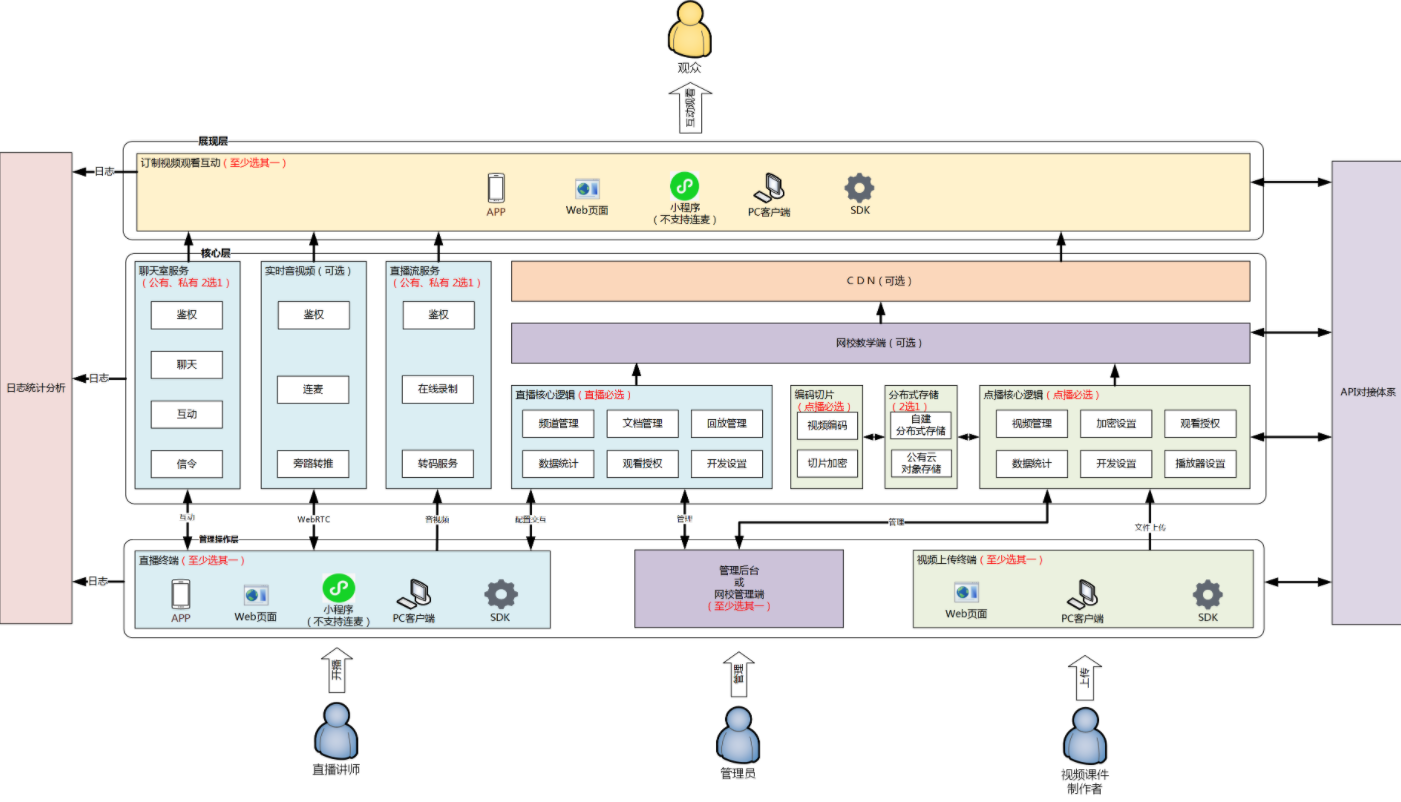 观众
互动观看
展现层
订制视频观看互动（至少选其一）
APP
Web页面
小程序
（不支持连麦）
PC客户端
SDK
日志
核心层
聊天室服务
（公有、私有 2选1）
鉴权
聊天
互动
信令
实时音视频（可选）
鉴权
连麦
旁路转推
直播流服务
（公有、私有 2选1）
鉴权
在线录制
转码服务
C D N（可选）
网校教学端（可选）
直播核心逻辑（直播必选）
频道管理
文档管理
回放管理
数据统计
观看授权
开发设置
编码切片
（点播必选）
视频编码
切片加密
分布式存储
（2选1）
自建
分布式存储
公有云
对象存储
点播核心逻辑（点播必选）
视频管理
加密设置
观看授权
数据统计
开发设置
播放器设置
日志统计分析
日志
API对接体系
互动
WebRTC
音视频
配置交互
管理
管理
文件上传
管理操作层
直播终端（至少选其一）
APP
Web页面
小程序
（不支持连麦）
PC客户端
SDK
日志
管理后台
或
网校管理端
（至少选其一）
视频上传终端（至少选其一）
Web页面
PC客户端
SDK
开播
管理
上传
直播讲师
管理员
视频课件
制作者